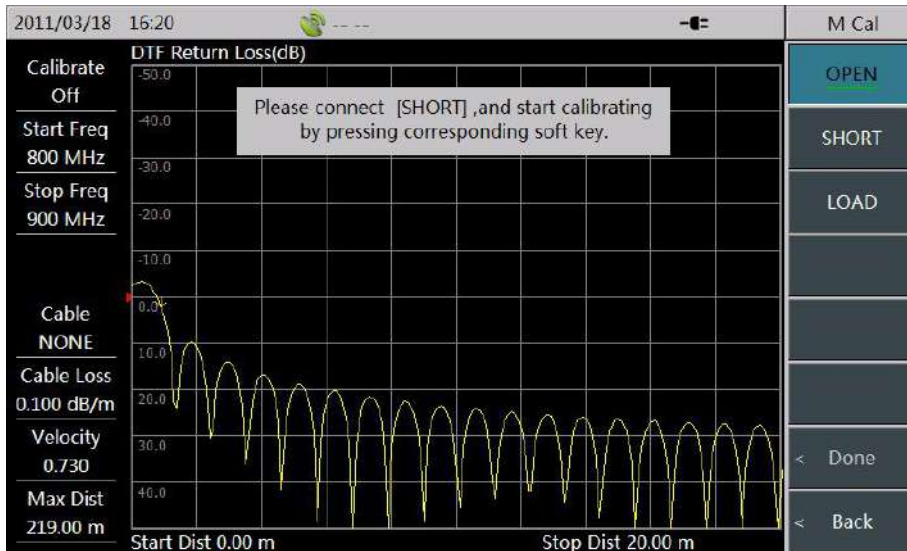 2011/03/18 16:20 -- -- M Cal
Calibrate
Off
Start Freq
800 MHz
Stop Freq
900 MHz
Cable
NONE
Cable Loss
0.100 dB/m
Velocity
0.730
Max Dist
219.00 m
DTF Return Loss(dB)
-50.0
-40.0
-30.0
-20.0
-10.0
0.0
10.0
20.0
30.0
40.0
Please connect [SHORT] ,and start calibrating
by pressing corresponding soft key.
Start Dist 0.00 m Stop Dist 20.00 m
OPEN
SHORT
LOAD
< Done
< Back